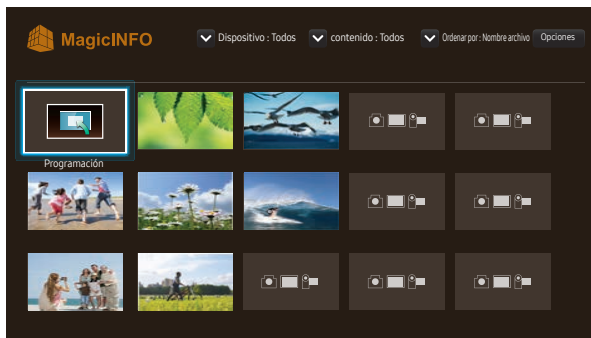 MagicINFO
Dispositivo : Todos
contenido : Todos
Ordenar por : Nombre archivo
Opciones
Programación